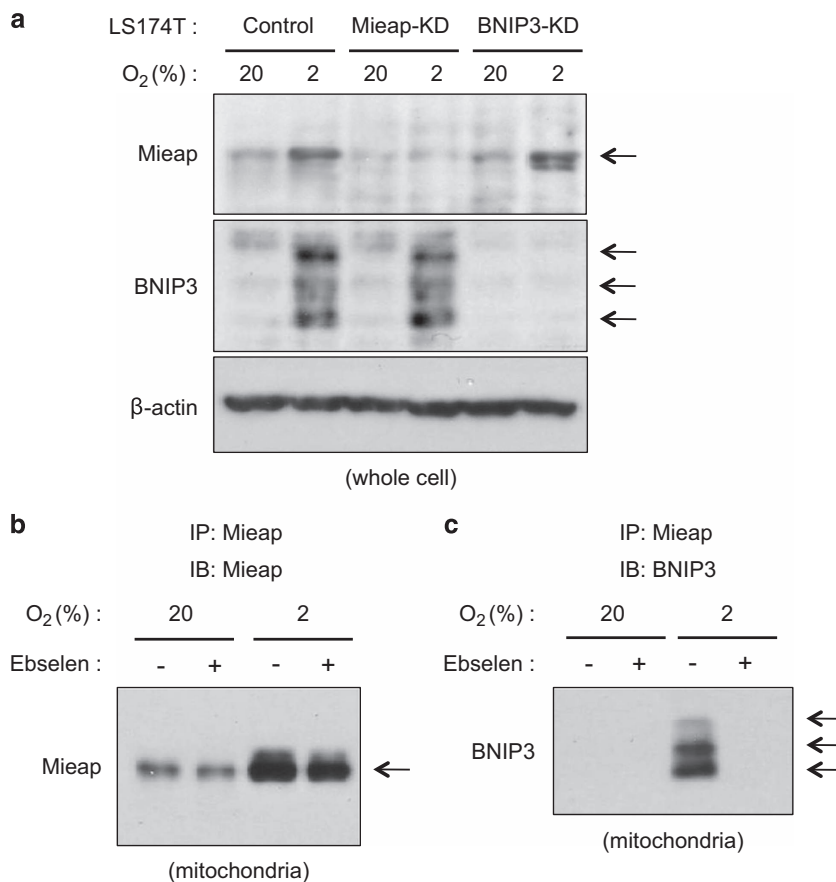 a
LS174T : Control Mieap-KD BNIP3-KD
O2 (%) : 20 2 20 2 20 2
Mieap
BNIP3
β-actin
(whole cell)
b
IP: Mieap
IB: Mieap
O2 (%) : 20 2
Ebselen : - + - +
Mieap
(mitochondria)
c
IP: Mieap
IB: BNIP3
O2 (%) : 20 2
Ebselen : - + - +
BNIP3
(mitochondria)